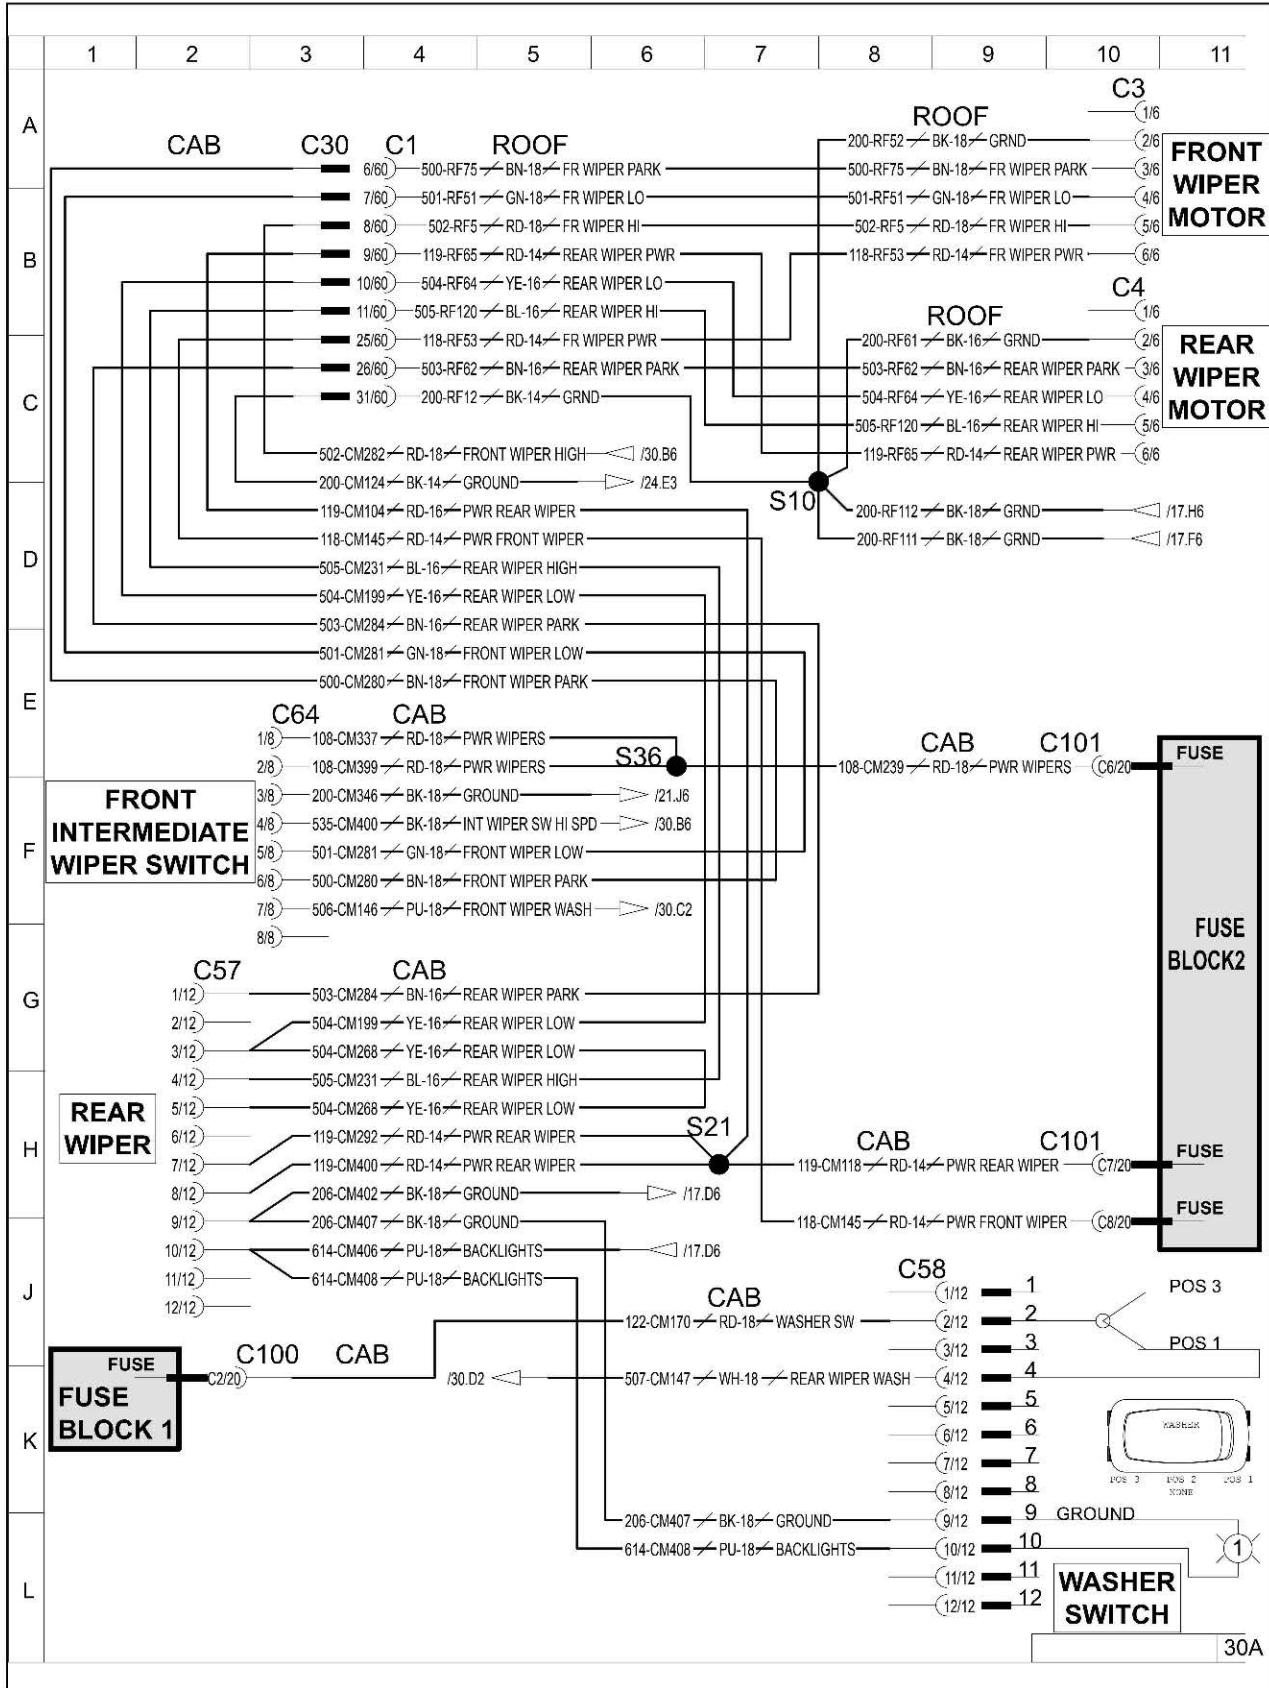 1 2 3 4 5 6 7 8 9 10 11
A
B
C
D
E
F
G
H
J
K
L
CAB C30 C1 ROOF
6/60 500-RF75 BN-18 FR WIPER PARK
7/60 501-RF51 GN-18 FR WIPER LO
8/60 502-RF5 RD-18 FR WIPER HI
9/60 119-RF65 RD-14 REAR WIPER PWR
10/60 504-RF64 YE-16 REAR WIPER LO
11/60 505-RF120 BL-16 REAR WIPER HI
25/60 118-RF53 RD-14 FR WIPER PWR
26/60 503-RF62 BN-16 REAR WIPER PARK
31/60 200-RF12 BK-14 GRND
ROOF C3
1/6
200-RF52 BK-18 GRND 2/6
500-RF75 BN-18 FR WIPER PARK 3/6
501-RF51 GN-18 FR WIPER LO 4/6
502-RF5 RD-18 FR WIPER HI 5/6
118-RF53 RD-14 FR WIPER PWR 6/6
FRONT
WIPER
MOTOR
ROOF C4
1/6
200-RF61 BK-16 GRND 2/6
503-RF62 BN-16 REAR WIPER PARK 3/6
504-RF64 YE-16 REAR WIPER LO 4/6
505-RF120 BL-16 REAR WIPER HI 5/6
119-RF65 RD-14 REAR WIPER PWR 6/6
REAR
WIPER
MOTOR
S10
200-RF112 BK-18 GRND /17.H6
200-RF111 BK-18 GRND /17.F6
502-CM282 RD-18 FRONT WIPER HIGH /30.B6
200-CM124 BK-14 GROUND /24.E3
119-CM104 RD-16 PWR REAR WIPER
118-CM145 RD-14 PWR FRONT WIPER
505-CM231 BL-16 REAR WIPER HIGH
504-CM199 YE-16 REAR WIPER LOW
503-CM284 BN-16 REAR WIPER PARK
501-CM281 GN-18 FRONT WIPER LOW
500-CM280 BN-18 FRONT WIPER PARK
C64 CAB
1/8 108-CM337 RD-18 PWR WIPERS
2/8 108-CM399 RD-18 PWR WIPERS
3/8 200-CM346 BK-18 GROUND /21.J6
4/8 535-CM400 BK-18 INT WIPER SW HI SPD /30.B6
5/8 501-CM281 GN-18 FRONT WIPER LOW
6/8 500-CM280 BN-18 FRONT WIPER PARK
7/8 506-CM146 PU-18 FRONT WIPER WASH /30.C2
8/8
FRONT
INTERMEDIATE
WIPER SWITCH
S36
CAB C101
108-CM239 RD-18 PWR WIPERS C6/20 FUSE
FUSE
BLOCK2
C57 CAB
1/12 503-CM284 BN-16 REAR WIPER PARK
2/12 504-CM199 YE-16 REAR WIPER LOW
3/12 504-CM268 YE-16 REAR WIPER LOW
4/12 505-CM231 BL-16 REAR WIPER HIGH
5/12 504-CM268 YE-16 REAR WIPER LOW
6/12 119-CM292 RD-14 PWR REAR WIPER
7/12 119-CM400 RD-14 PWR REAR WIPER
8/12 206-CM402 BK-18 GROUND /17.D6
9/12 206-CM407 BK-18 GROUND
10/12 614-CM406 PU-18 BACKLIGHTS /17.D6
11/12 614-CM408 PU-18 BACKLIGHTS
12/12
REAR
WIPER
S21
CAB C101
119-CM118 RD-14 PWR REAR WIPER C7/20 FUSE
118-CM145 RD-14 PWR FRONT WIPER C8/20 FUSE
FUSE
FUSE
BLOCK 1
C2/20 C100 CAB
CAB C58
1/12 1
122-CM170 RD-18 WASHER SW 2/12 2
3/12 3
/30.D2 507-CM147 WH-18 REAR WIPER WASH 4/12 4
5/12 5
6/12 6
7/12 7
8/12 8
206-CM407 BK-18 GROUND 9/12 9 GROUND
614-CM408 PU-18 BACKLIGHTS 10/12 10
11/12 11
12/12 12
POS 3
POS 1
WASHER
POS 3 POS 2 POS 1
NONE
1
WASHER
SWITCH
30A